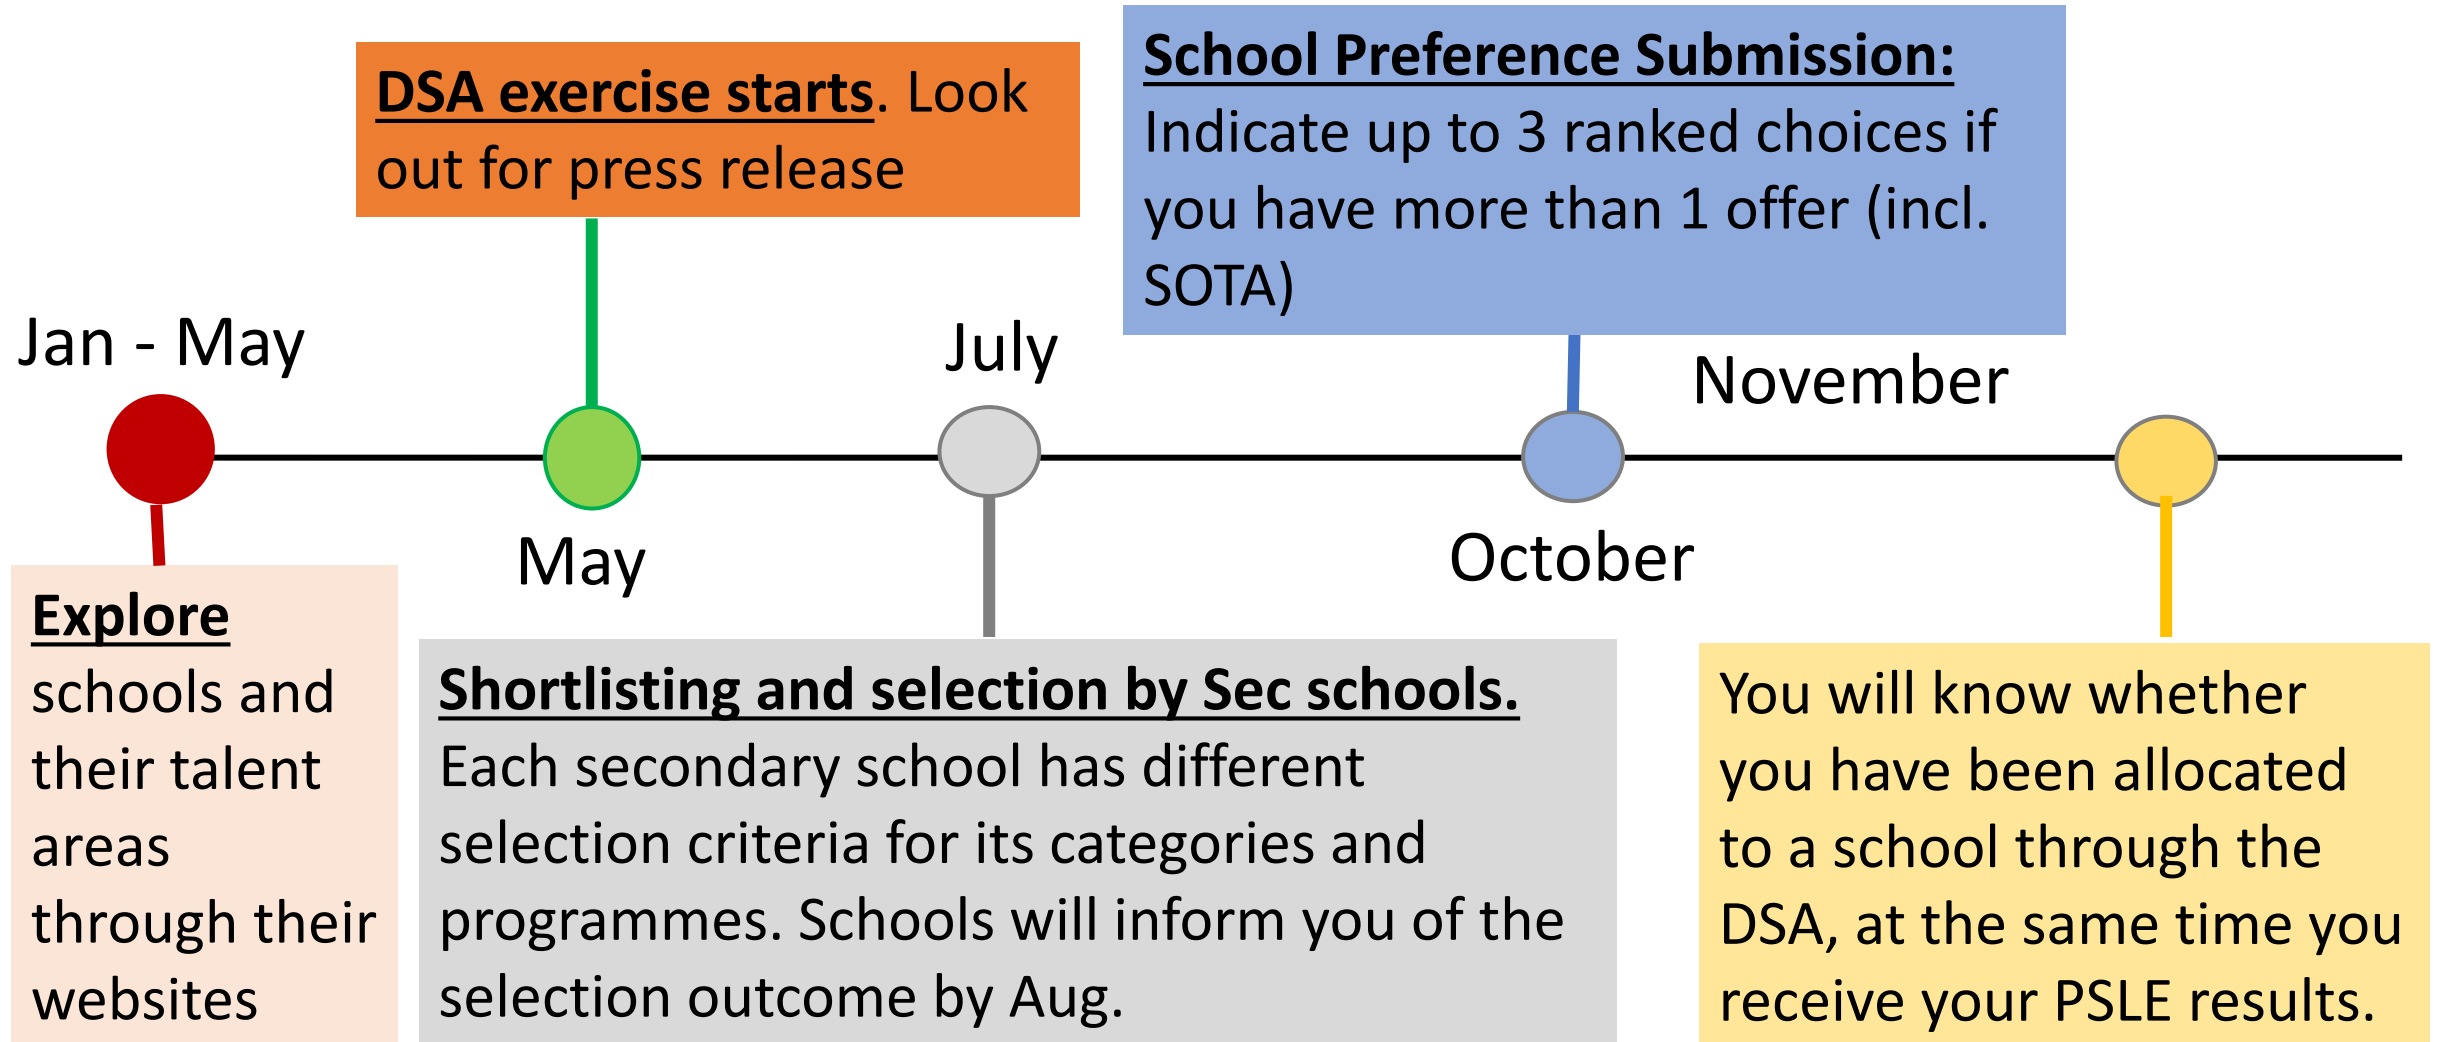 Jan - May
Explore
schools and
their talent
areas
through their
websites
DSA exercise starts. Look
out for press release
May
July
Shortlisting and selection by Sec schools.
Each secondary school has different
selection criteria for its categories and
programmes. Schools will inform you of the
selection outcome by Aug.
School Preference Submission:
Indicate up to 3 ranked choices if
you have more than 1 offer (incl.
SOTA)
October
November
You will know whether
you have been allocated
to a school through the
DSA, at the same time you
receive your PSLE results.